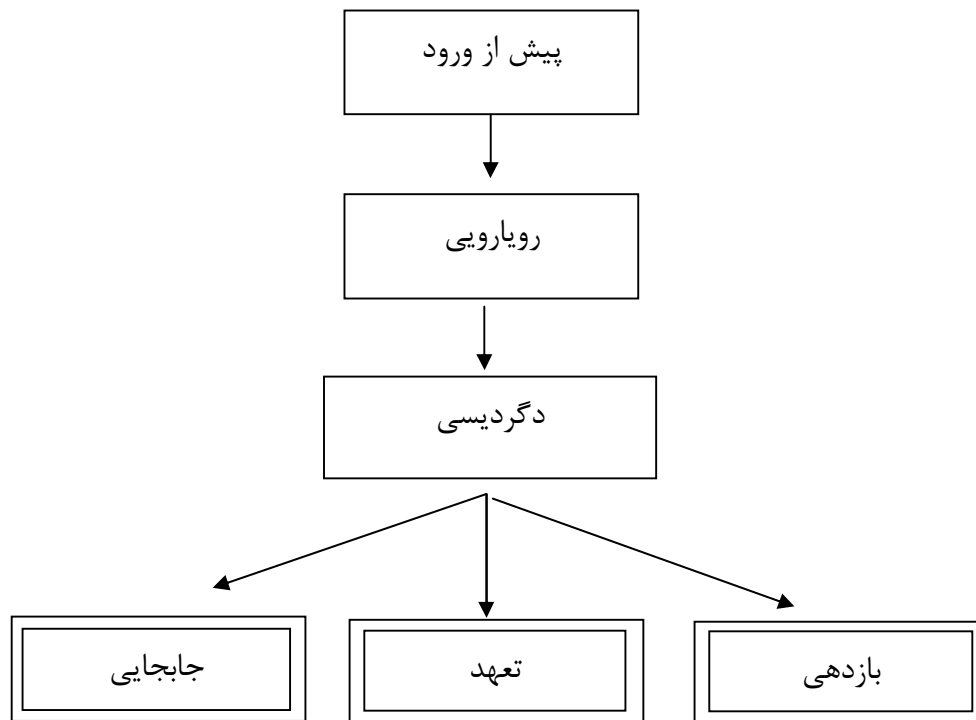 پیش از ورود
رویارویی
دگردیسی
بازدهی
تعهد
جابجایی